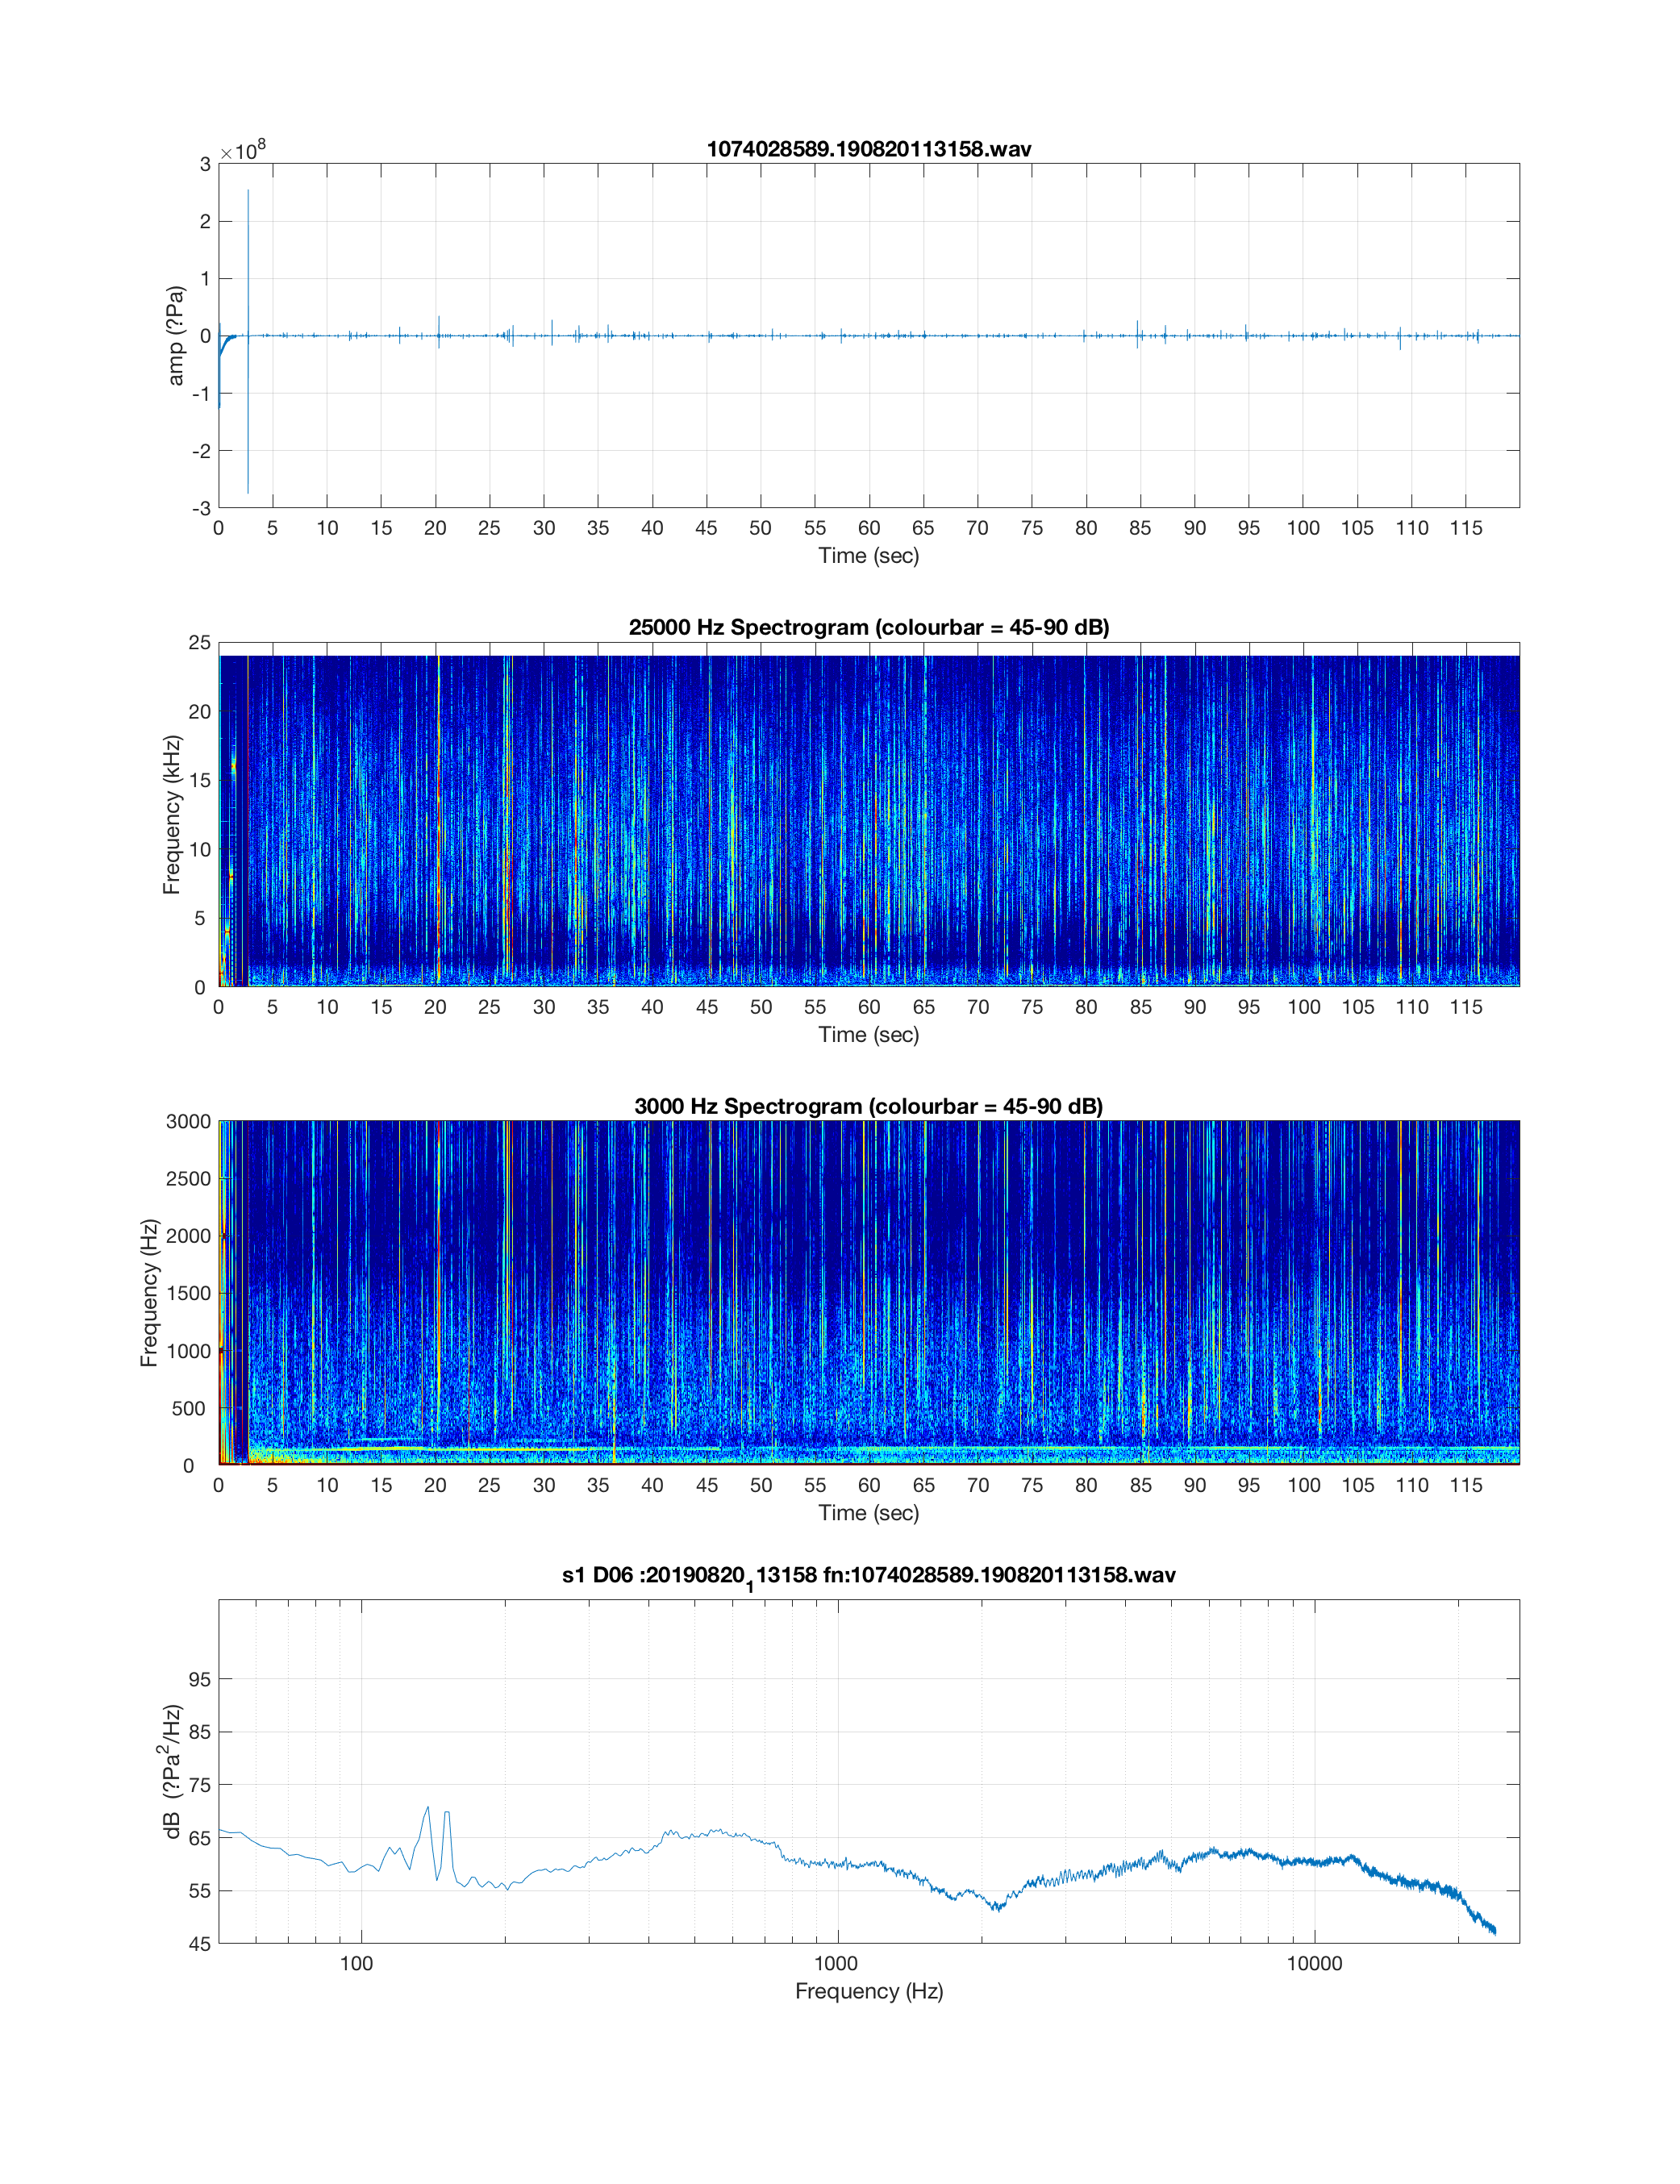 1074028589.190820113158.wav
×10^8
3
2
1
0
-1
-2
-3
amp (?Pa)
0 5 10 15 20 25 30 35 40 45 50 55 60 65 70 75 80 85 90 95 100 105 110 115
Time (sec)
25000 Hz Spectrogram (colourbar = 45-90 dB)
25
20
15
10
5
0
Frequency (kHz)
0 5 10 15 20 25 30 35 40 45 50 55 60 65 70 75 80 85 90 95 100 105 110 115
Time (sec)
3000 Hz Spectrogram (colourbar = 45-90 dB)
3000
2500
2000
1500
1000
500
0
Frequency (Hz)
0 5 10 15 20 25 30 35 40 45 50 55 60 65 70 75 80 85 90 95 100 105 110 115
Time (sec)
s1 D06 :20190820_113158 fn:1074028589.190820113158.wav
95
85
75
65
55
45
dB (?Pa^2/Hz)
100 1000 10000
Frequency (Hz)